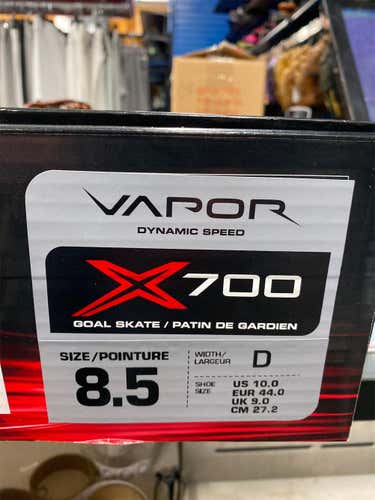 VAPOR
DYNAMIC SPEED
X700
GOAL SKATE / PATIN DE GARDIEN
SIZE/POINTURE
8.5
WIDTH/
LARGEUR
D
SHOE
SIZE
US 10.0
EUR 44.0
UK 9.0
CM 27.2